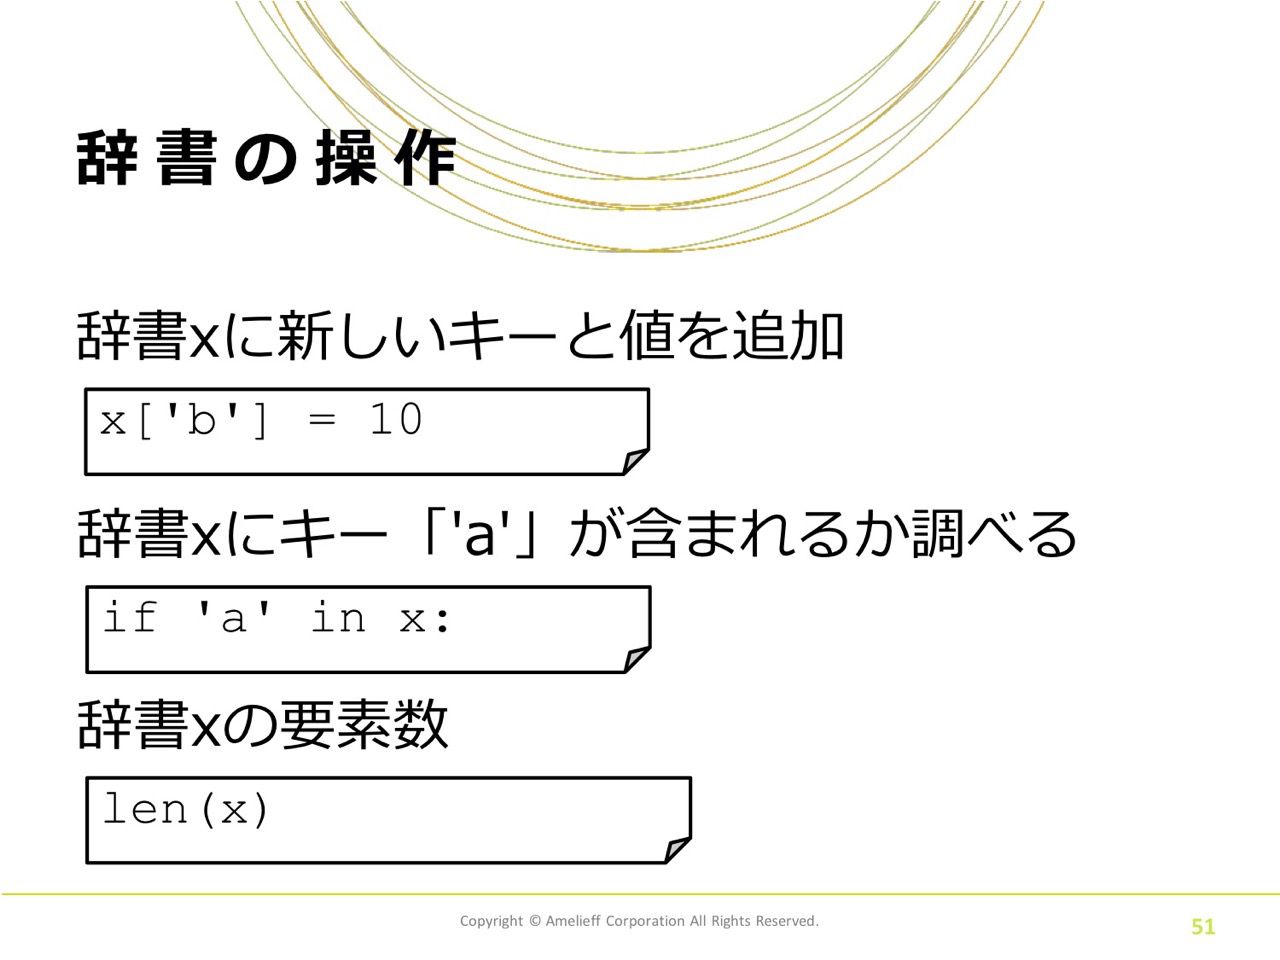 辞書の操作
辞書xに新しいキーと値を追加
x['b'] = 10
辞書xにキー「'a'」が含まれるか調べる
if 'a' in x:
辞書xの要素数
len(x)
Copyright © Amelieff Corporation All Rights Reserved.
51